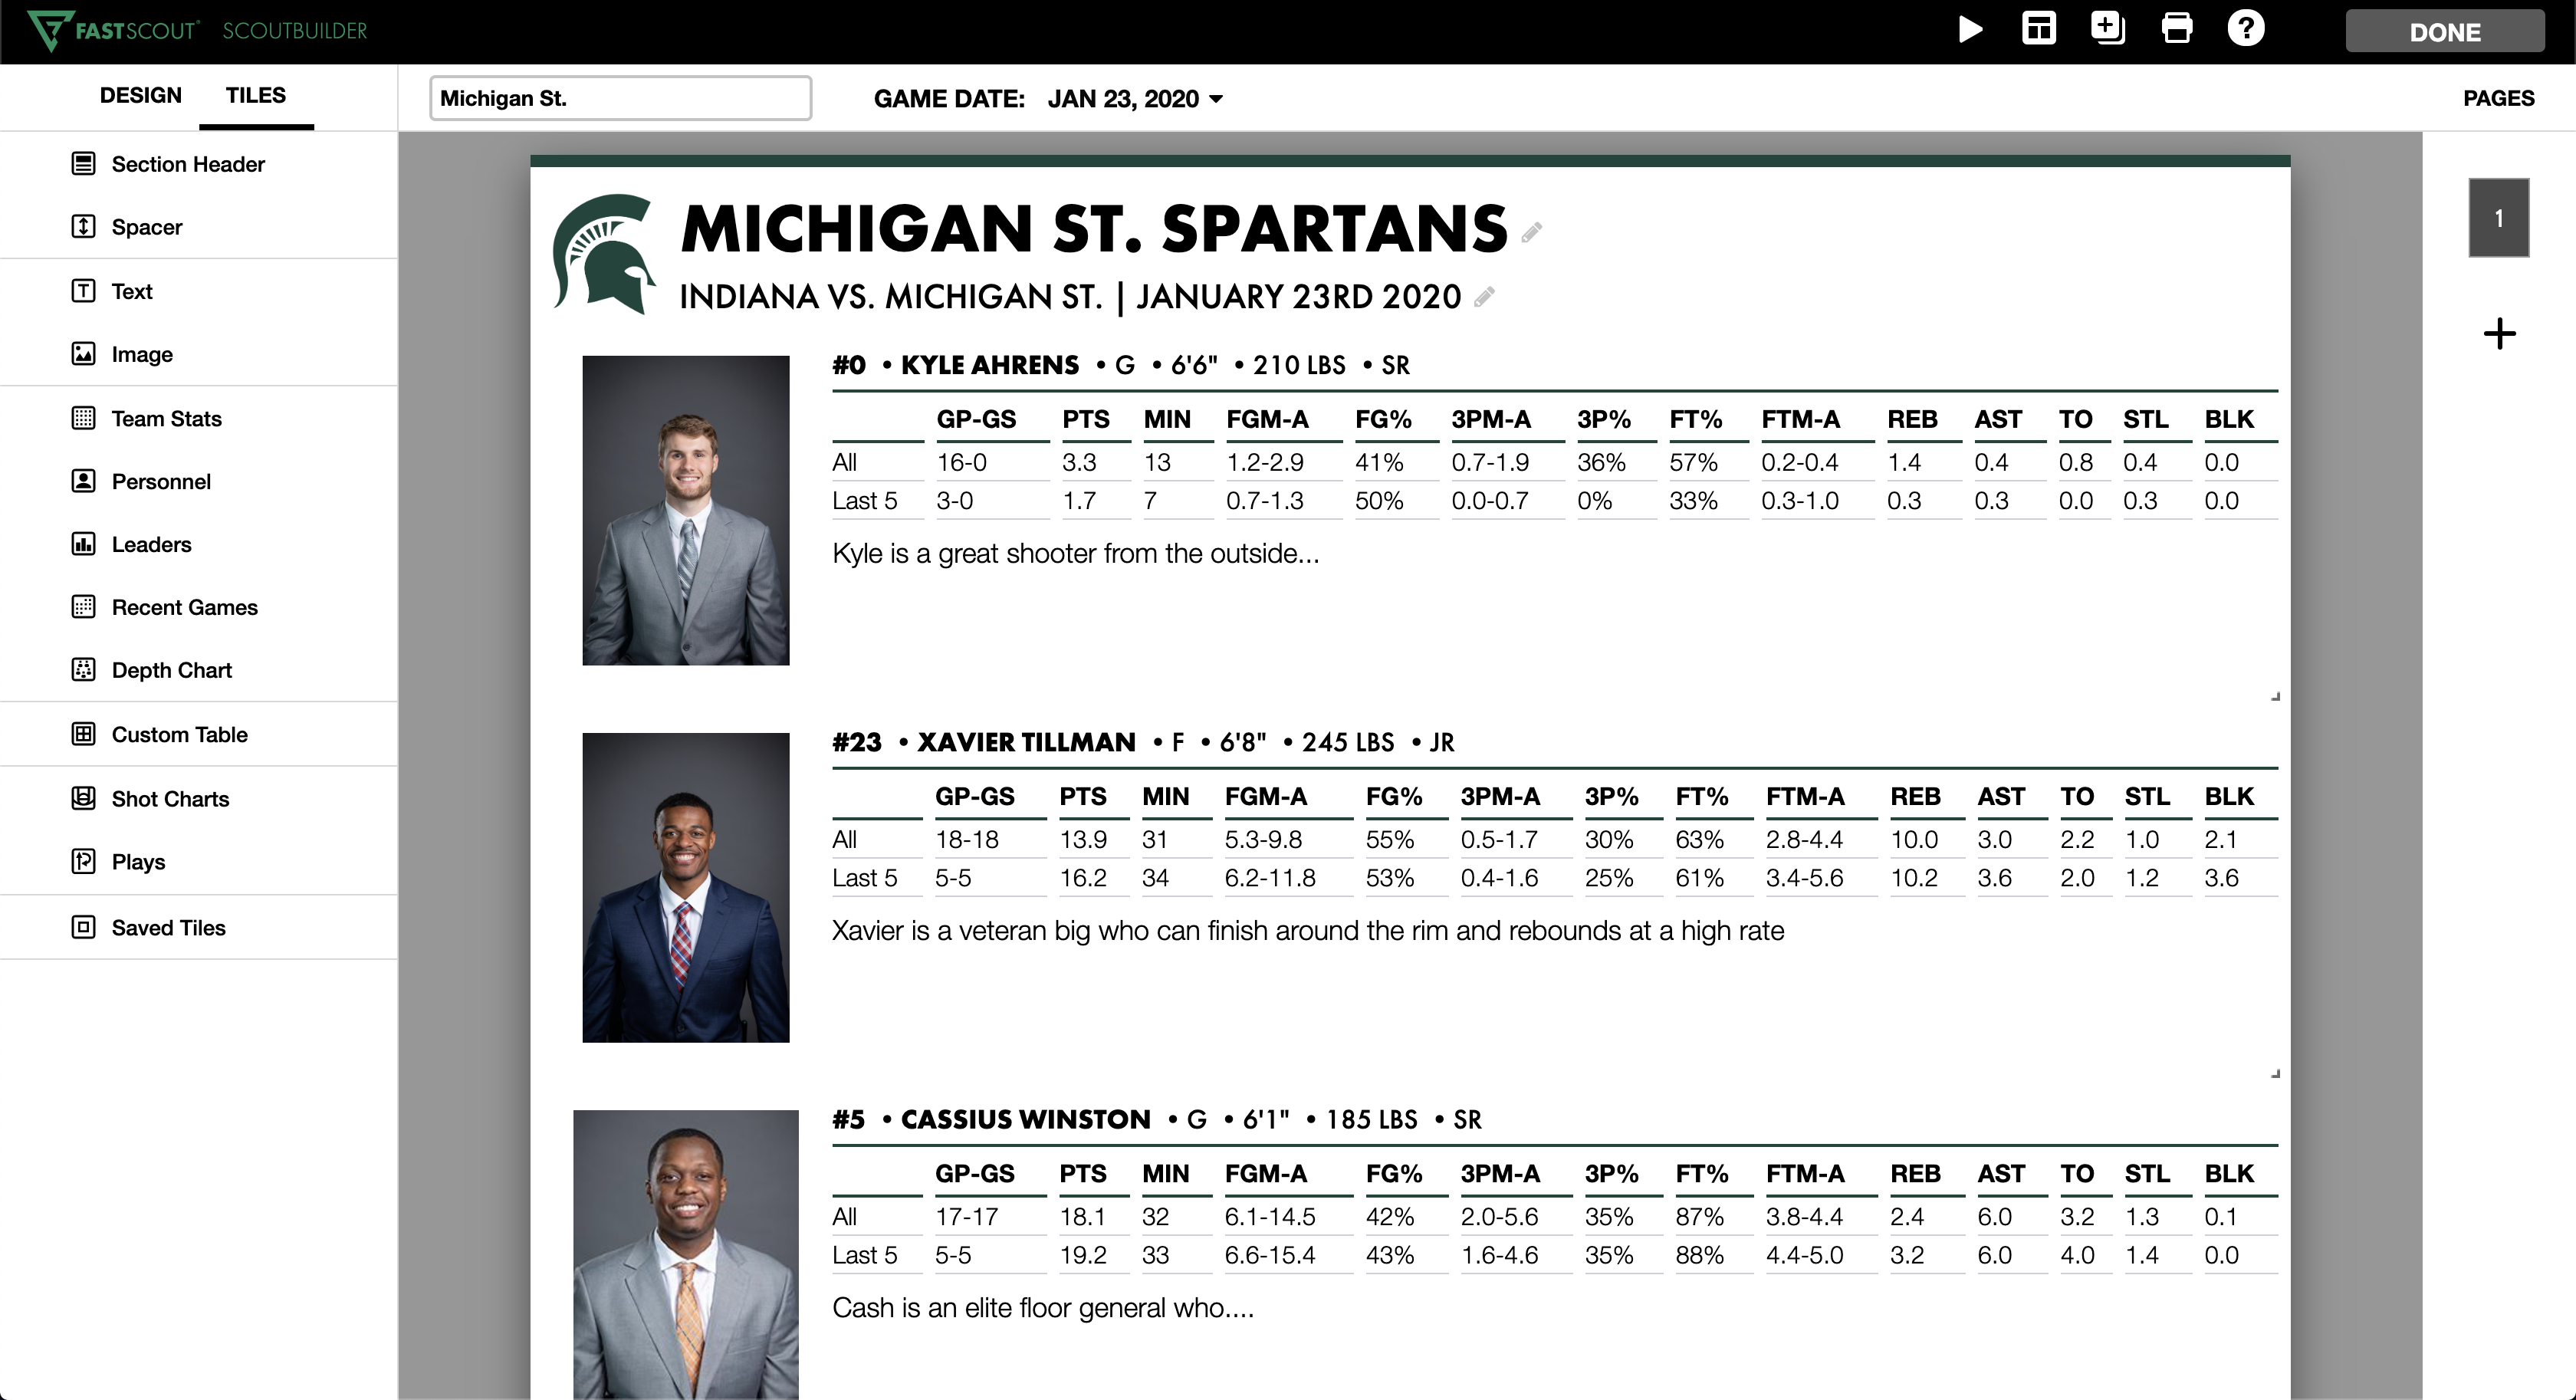 FASTSCOUT® SCOUTBUILDER
DONE
DESIGN TILES
Michigan St.
GAME DATE: JAN 23, 2020
PAGES
Section Header
Spacer
Text
Image
Team Stats
Personnel
Leaders
Recent Games
Depth Chart
Custom Table
Shot Charts
Plays
Saved Tiles
MICHIGAN ST. SPARTANS
INDIANA VS. MICHIGAN ST. | JANUARY 23RD 2020
#0 • KYLE AHRENS • G • 6'6" • 210 LBS • SR
GP-GS PTS MIN FGM-A FG% 3PM-A 3P% FT% FTM-A REB AST TO STL BLK
All 16-0 3.3 13 1.2-2.9 41% 0.7-1.9 36% 57% 0.2-0.4 1.4 0.4 0.8 0.4 0.0
Last 5 3-0 1.7 7 0.7-1.3 50% 0.0-0.7 0% 33% 0.3-1.0 0.3 0.3 0.0 0.3 0.0
Kyle is a great shooter from the outside...
#23 • XAVIER TILLMAN • F • 6'8" • 245 LBS • JR
GP-GS PTS MIN FGM-A FG% 3PM-A 3P% FT% FTM-A REB AST TO STL BLK
All 18-18 13.9 31 5.3-9.8 55% 0.5-1.7 30% 63% 2.8-4.4 10.0 3.0 2.2 1.0 2.1
Last 5 5-5 16.2 34 6.2-11.8 53% 0.4-1.6 25% 61% 3.4-5.6 10.2 3.6 2.0 1.2 3.6
Xavier is a veteran big who can finish around the rim and rebounds at a high rate
#5 • CASSIUS WINSTON • G • 6'1" • 185 LBS • SR
GP-GS PTS MIN FGM-A FG% 3PM-A 3P% FT% FTM-A REB AST TO STL BLK
All 17-17 18.1 32 6.1-14.5 42% 2.0-5.6 35% 87% 3.8-4.4 2.4 6.0 3.2 1.3 0.1
Last 5 5-5 19.2 33 6.6-15.4 43% 1.6-4.6 35% 88% 4.4-5.0 3.2 6.0 4.0 1.4 0.0
Cash is an elite floor general who....
1